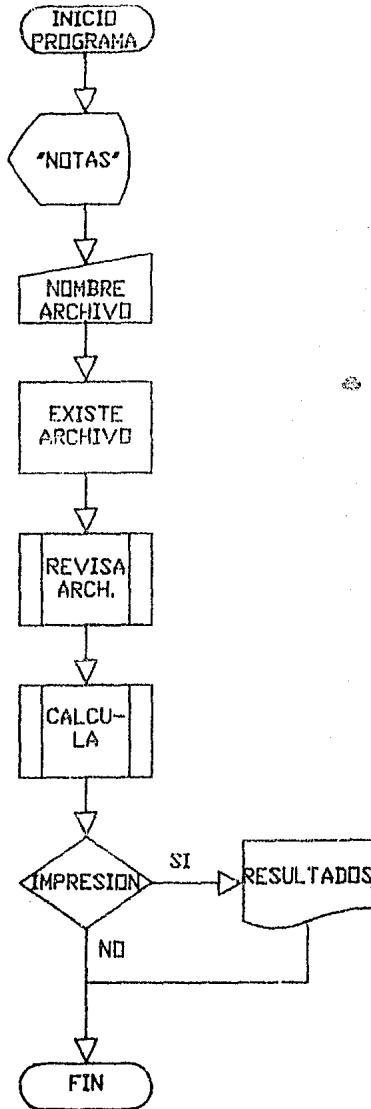 INICIO
PROGRAMA
"NOTAS"
NOMBRE
ARCHIVO
EXISTE
ARCHIVO
REVISA
ARCH.
CALCU-
LA
IMPRESION
SI
RESULTADOS
NO
FIN